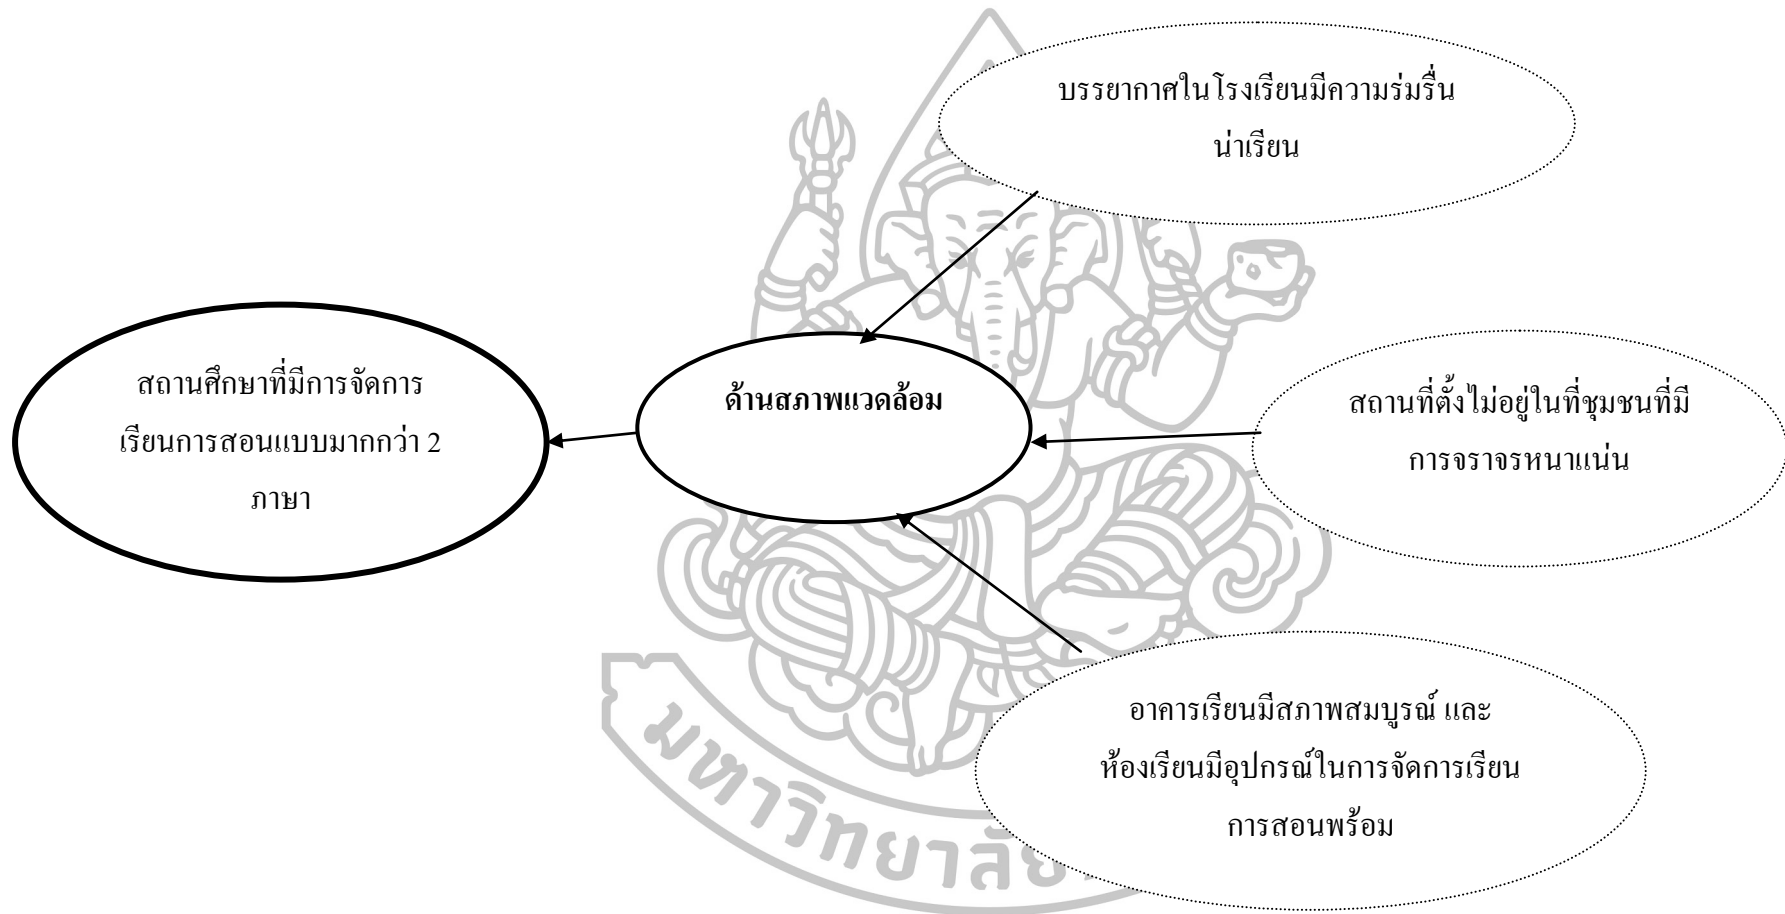 บรรยากาศในโรงเรียนมีความร่มรื่น
น่าเรียน
สถานศึกษาที่มีการจัดการ
เรียนการสอนแบบมากกว่า 2
ภาษา
ด้านสภาพแวดล้อม
สถานที่ตั้งไม่อยู่ในที่ชุมชนที่มี
การจราจรหนาแน่น
อาคารเรียนมีสภาพสมบูรณ์ และ
ห้องเรียนมีอุปกรณ์ในการจัดการเรียน
การสอนพร้อม
มหาวิทยาลัย